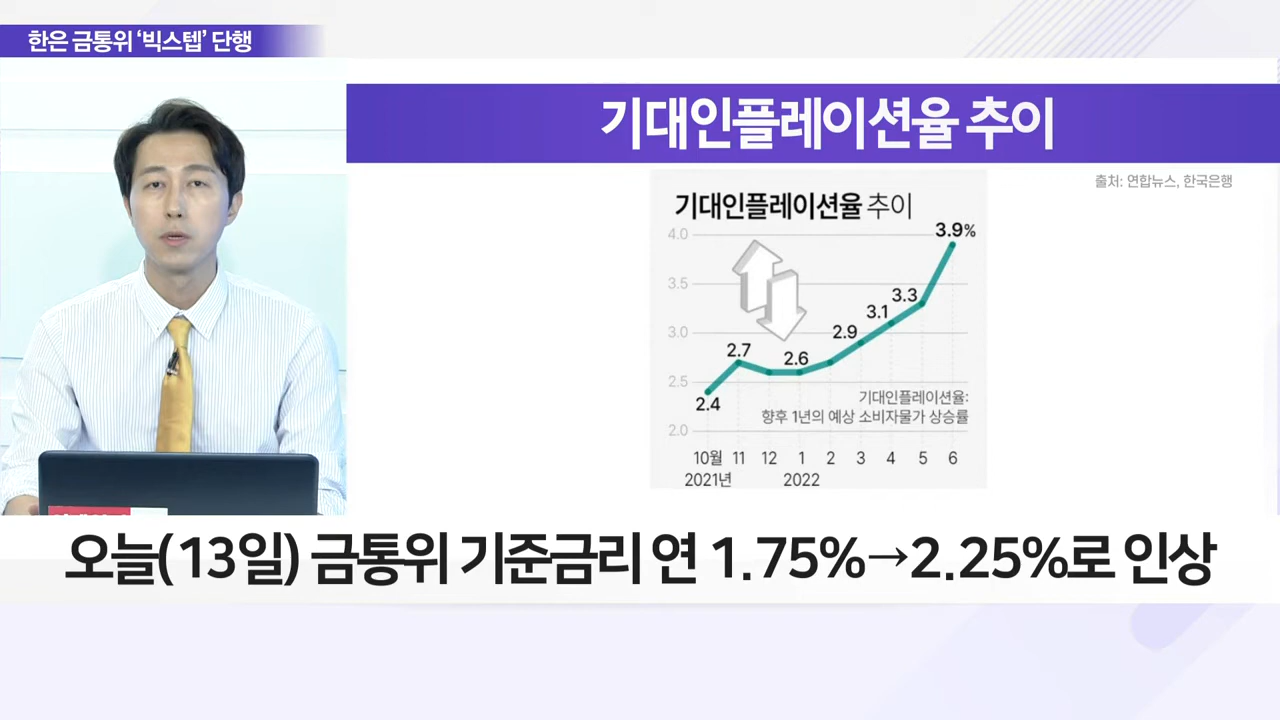 한은 금통위 ‘빅스텝’ 단행
기대인플레이션율 추이
출처: 연합뉴스, 한국은행
기대인플레이션율 추이
4.0
3.5
3.0
2.5
2.0
2.4
2.7
2.6
2.9
3.1
3.3
3.9%
기대인플레이션율:
향후 1년의 예상 소비자물가 상승률
10월 11 12 1 2 3 4 5 6
2021년 2022
오늘(13일) 금통위 기준금리 연 1.75%→2.25%로 인상